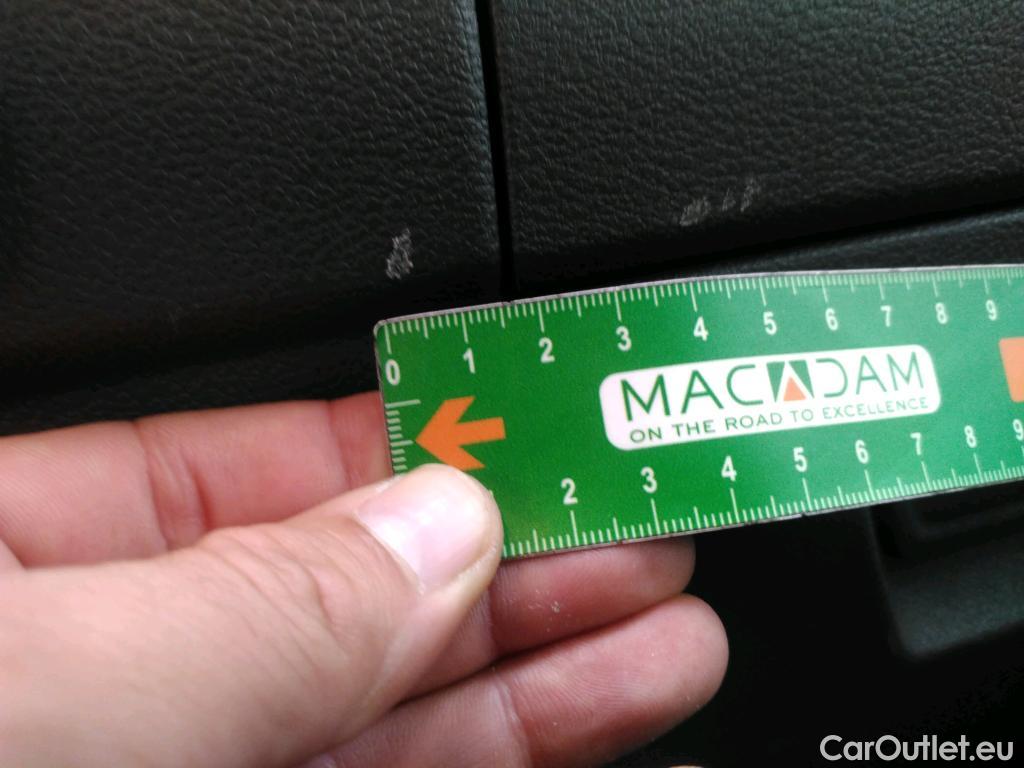 0 1 2 3 4 5 6 7 8 9
MACADAM
ON THE ROAD TO EXCELLENCE
2 3 4 5 6 7 8 9
CarOutlet.eu